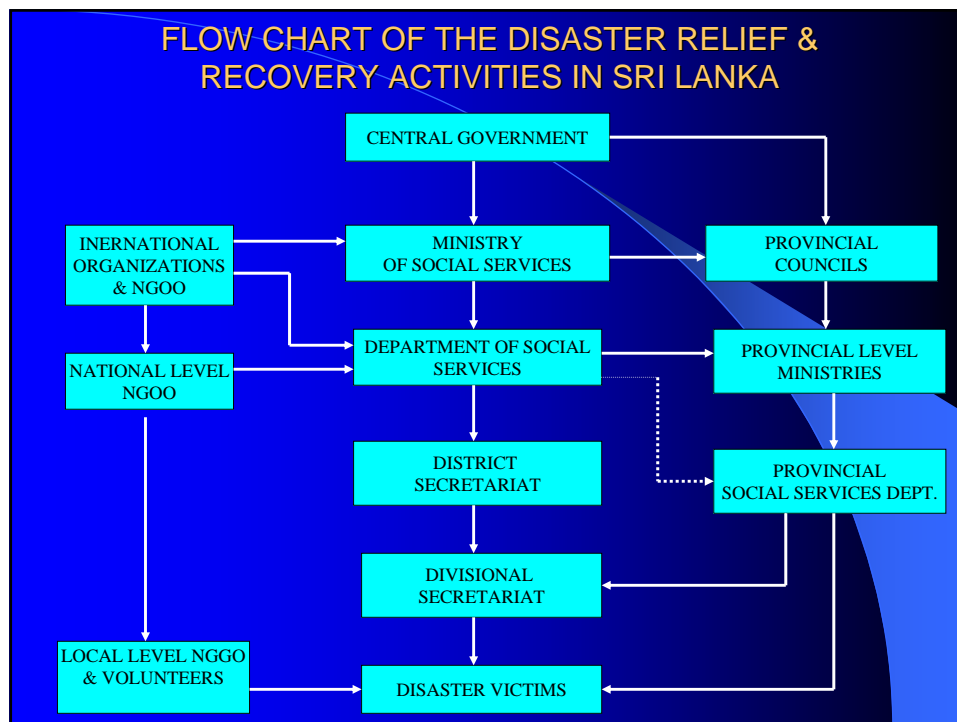 FLOW CHART OF THE DISASTER RELIEF &
RECOVERY ACTIVITIES IN SRI LANKA
CENTRAL GOVERNMENT
INERNATIONAL
ORGANIZATIONS
& NGOO
MINISTRY
OF SOCIAL SERVICES
PROVINCIAL
COUNCILS
NATIONAL LEVEL
NGOO
DEPARTMENT OF SOCIAL
SERVICES
PROVINCIAL LEVEL
MINISTRIES
DISTRICT
SECRETARIAT
PROVINCIAL
SOCIAL SERVICES DEPT.
DIVISIONAL
SECRETARIAT
LOCAL LEVEL NGGO
& VOLUNTEERS
DISASTER VICTIMS